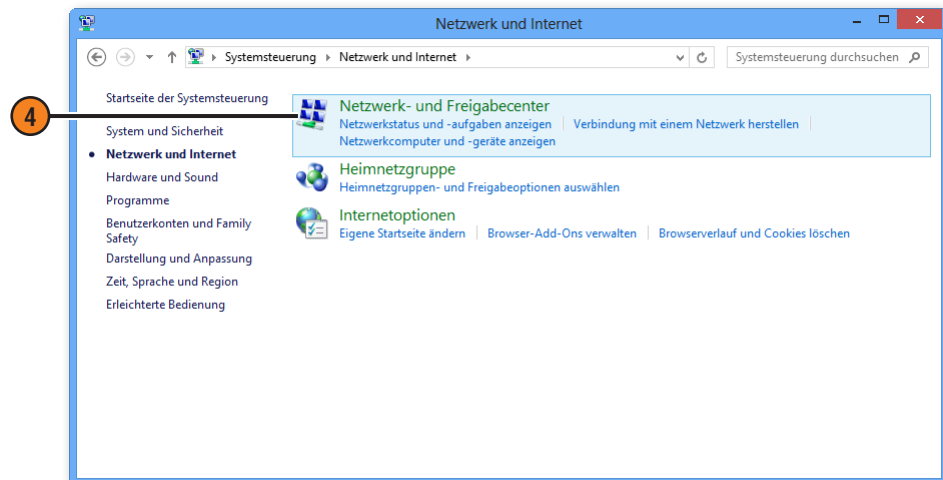 Netzwerk und Internet
Systemsteuerung Netzwerk und Internet
Systemsteuerung durchsuchen
4
Startseite der Systemsteuerung
System und Sicherheit
Netzwerk und Internet
Hardware und Sound
Programme
Benutzerkonten und Family
Safety
Darstellung und Anpassung
Zeit, Sprache und Region
Erleichterte Bedienung
Netzwerk- und Freigabecenter
Netzwerkstatus und -aufgaben anzeigen Verbindung mit einem Netzwerk herstellen
Netzwerkcomputer und -geräte anzeigen
Heimnetzgruppe
Heimnetzgruppen- und Freigabeoptionen auswählen
Internetoptionen
Eigene Startseite ändern Browser-Add-Ons verwalten Browserverlauf und Cookies löschen